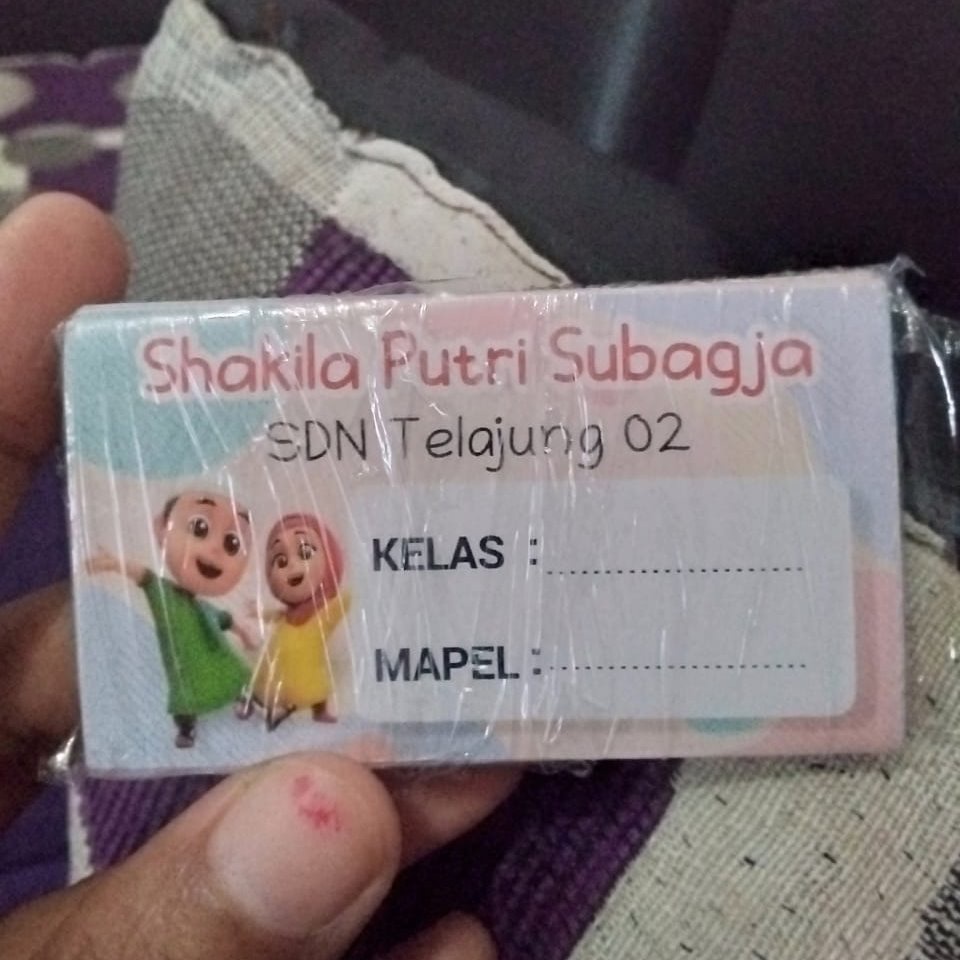 Shakila Putri Subagja
SDN Telajung 02
KELAS :
MAPEL :